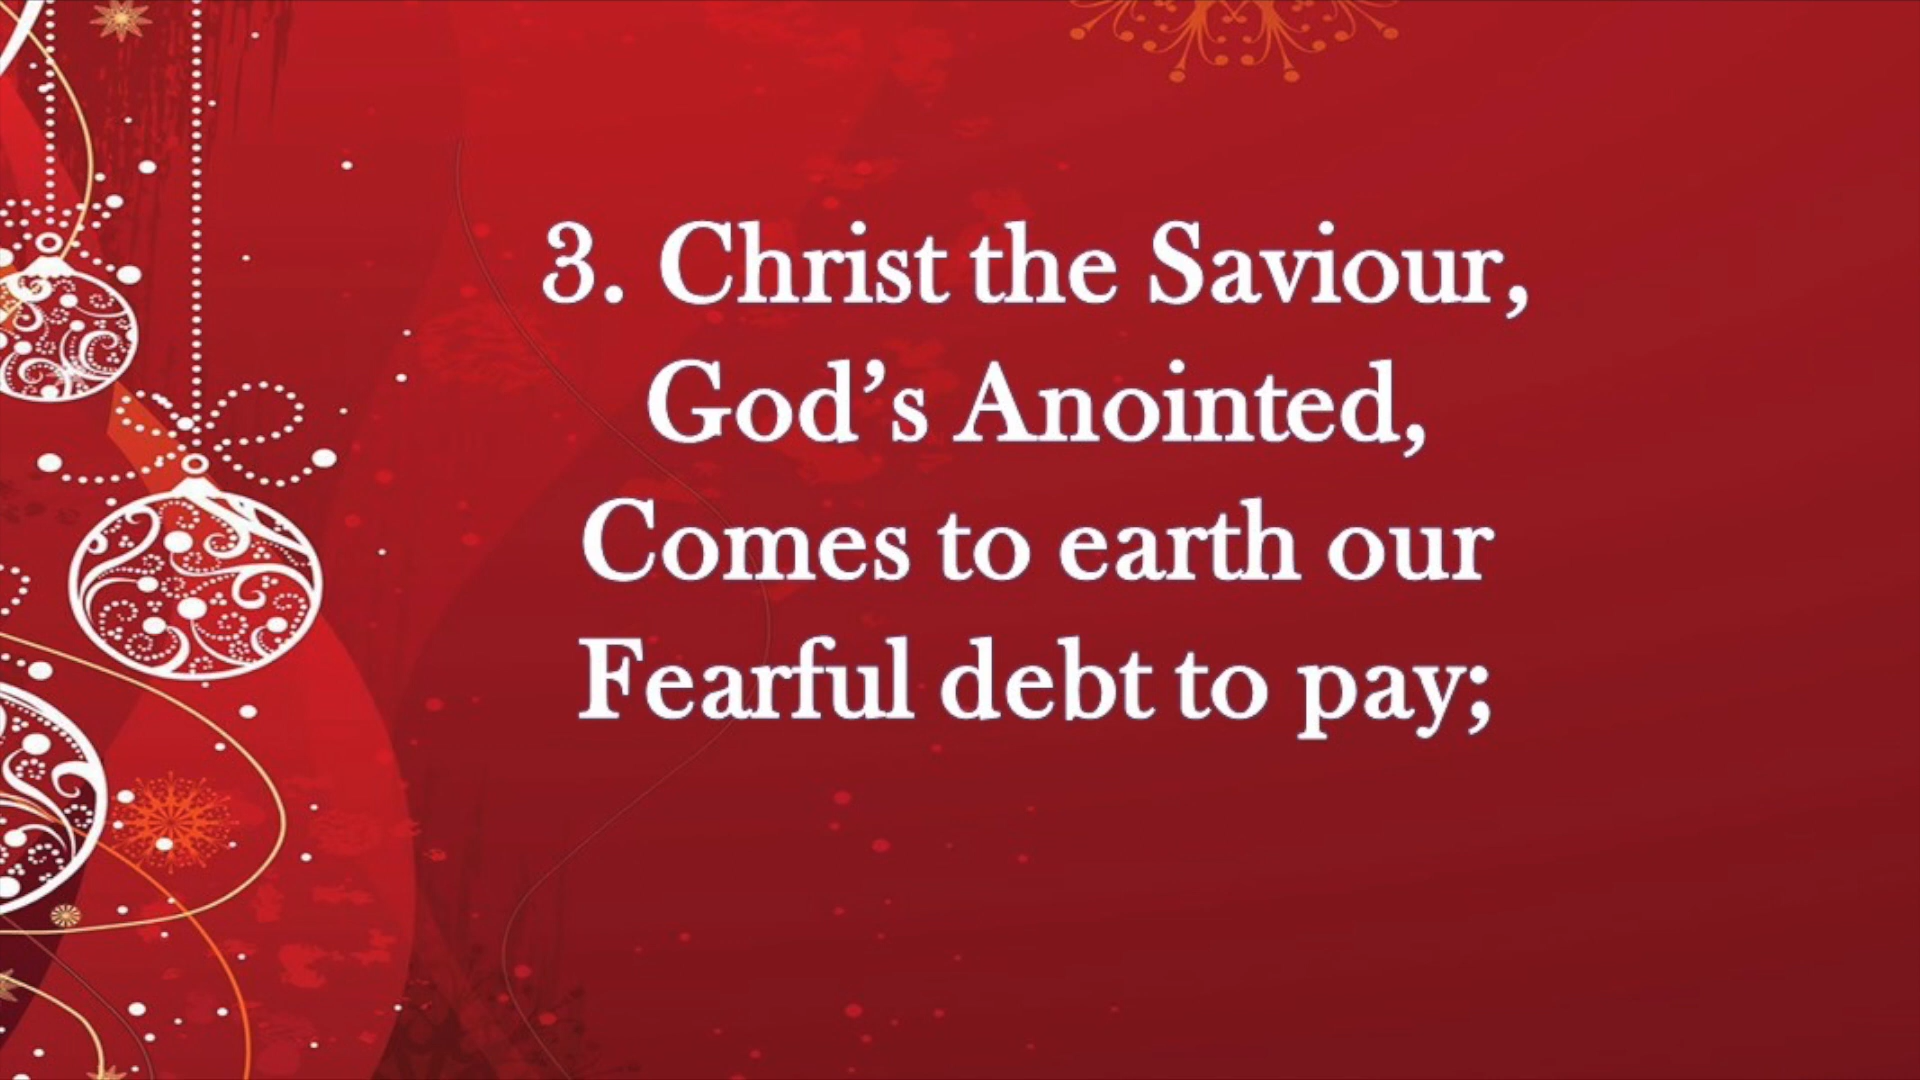 3. Christ the Saviour,
God’s Anointed,
Comes to earth our
Fearful debt to pay;